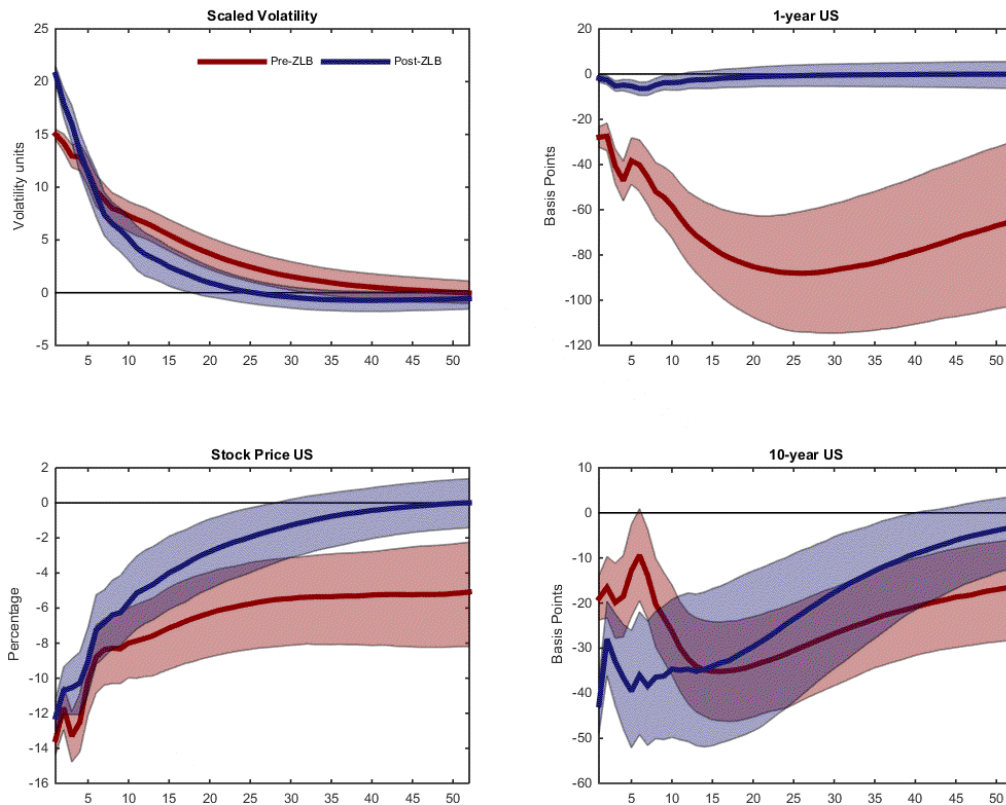 Scaled Volatility
25
20
15
10
5
0
-5
Volatility units
Pre-ZLB Post-ZLB
5 10 15 20 25 30 35 40 45 50
1-year US
20
0
-20
-40
-60
-80
-100
-120
Basis Points
5 10 15 20 25 30 35 40 45 50
Stock Price US
2
0
-2
-4
-6
-8
-10
-12
-14
-16
Percentage
5 10 15 20 25 30 35 40 45 50
10-year US
10
0
-10
-20
-30
-40
-50
-60
Basis Points
5 10 15 20 25 30 35 40 45 50